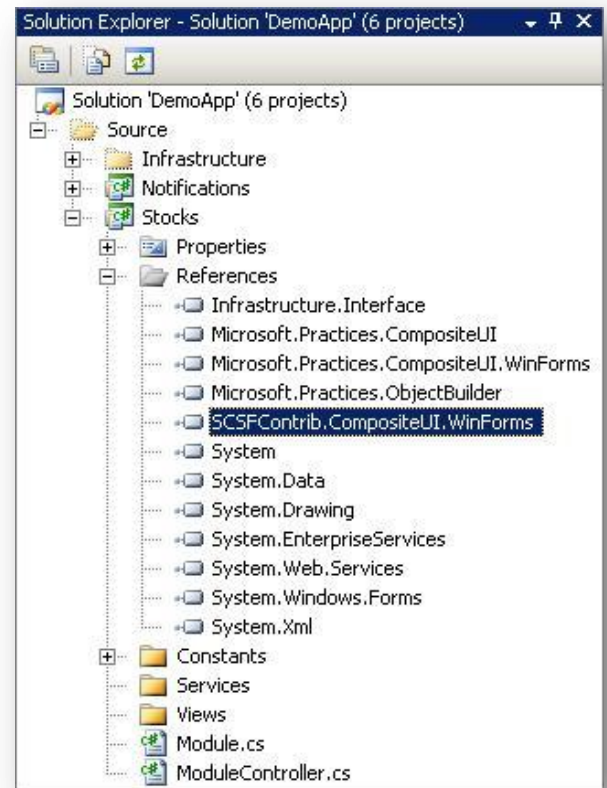 Solution Explorer - Solution 'DemoApp' (6 projects)
Solution 'DemoApp' (6 projects)
Source
Infrastructure
Notifications
Stocks
Properties
References
Infrastructure.Interface
Microsoft.Practices.CompositeUI
Microsoft.Practices.CompositeUI.WinForms
Microsoft.Practices.ObjectBuilder
SCSFContrib.CompositeUI.WinForms
System
System.Data
System.Drawing
System.EnterpriseServices
System.Web.Services
System.Windows.Forms
System.Xml
Constants
Services
Views
Module.cs
ModuleController.cs